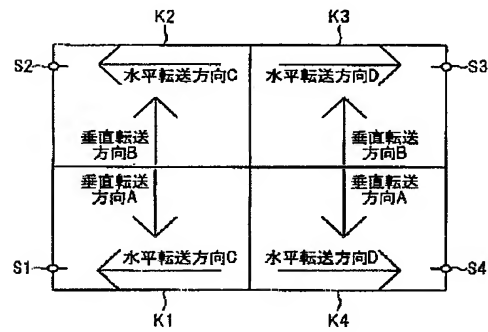 K2
K3
S2
水平転送方向C
水平転送方向D
S3
垂直転送
方向B
垂直転送
方向B
垂直転送
方向A
垂直転送
方向A
S1
水平転送方向C
水平転送方向D
S4
K1
K4